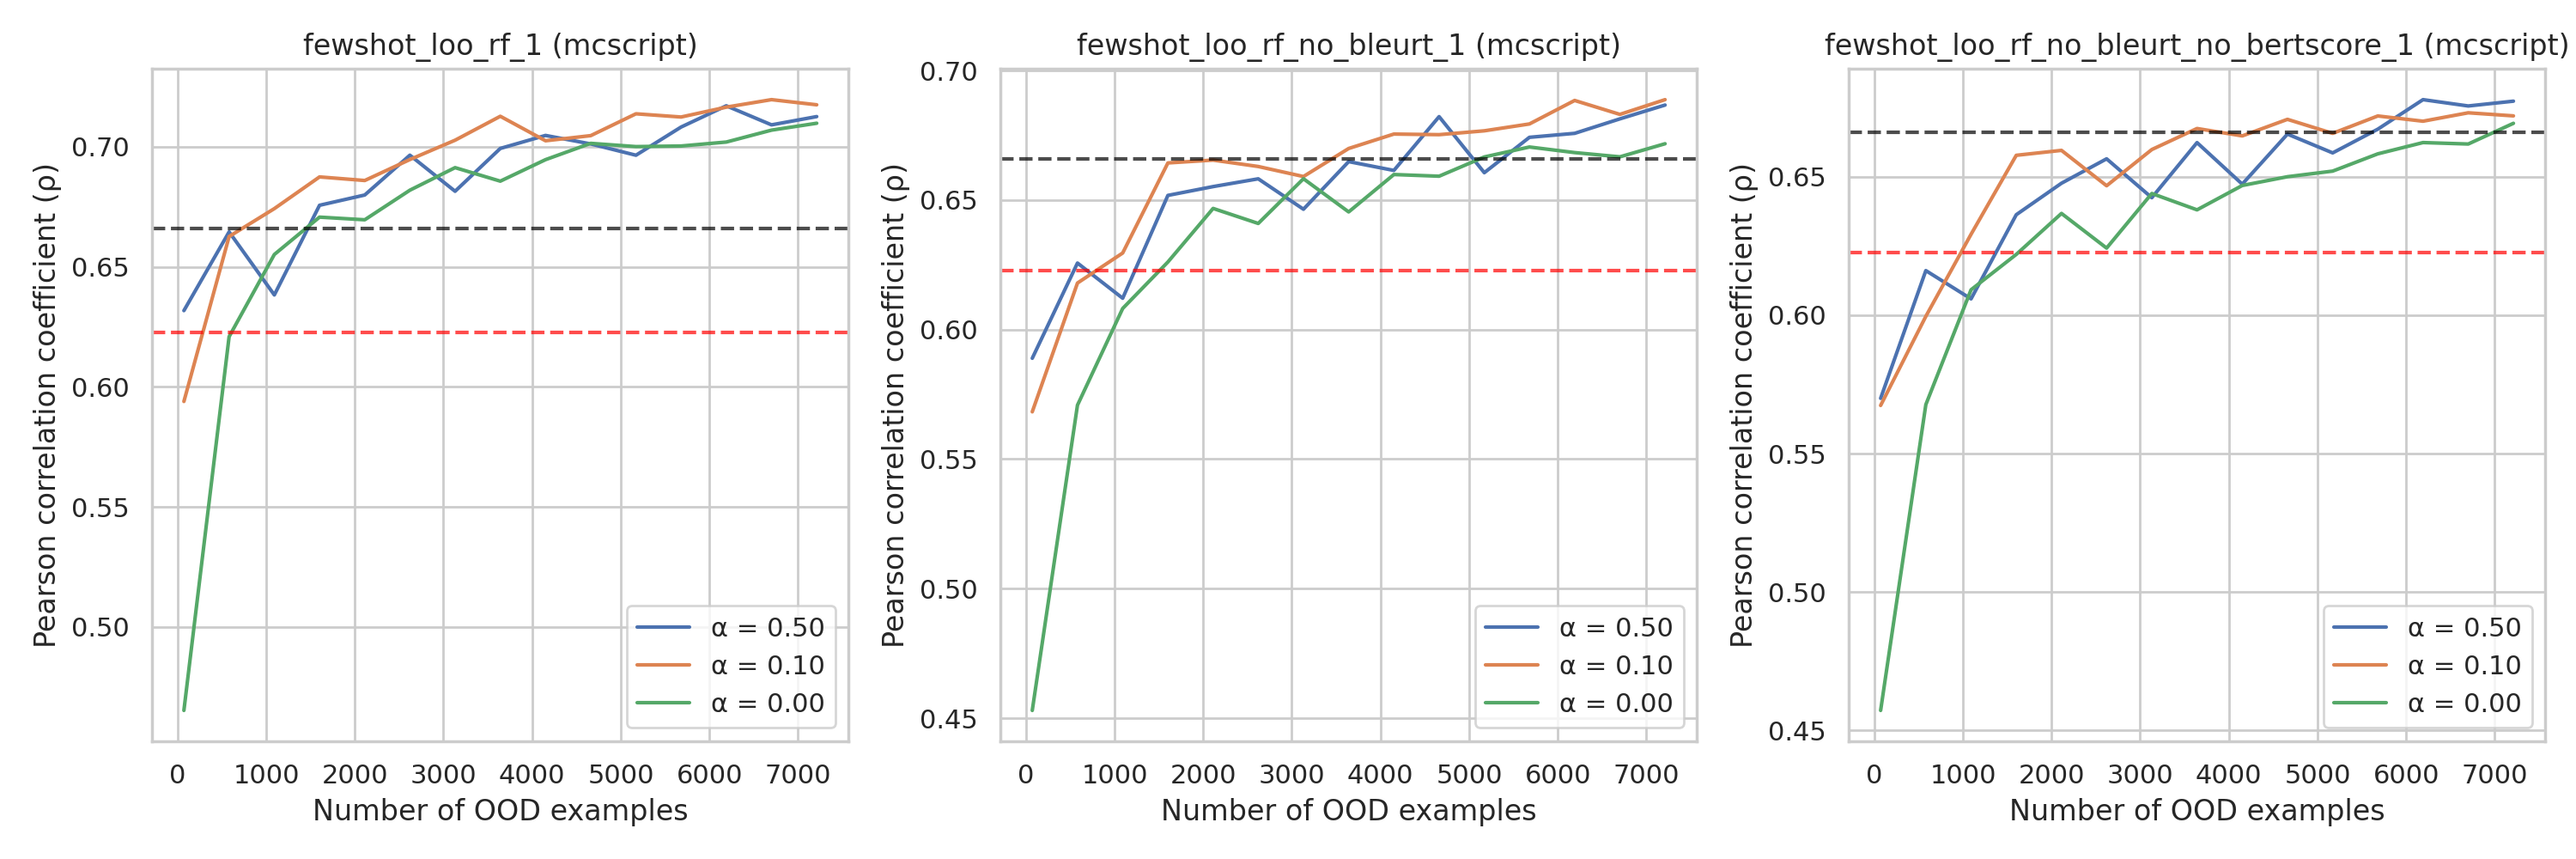 fewshot_loo_rf_1 (mcscript)
Pearson correlation coefficient (ρ)
0.70
0.65
0.60
0.55
0.50
α = 0.50
α = 0.10
α = 0.00
0 1000 2000 3000 4000 5000 6000 7000
Number of OOD examples
fewshot_loo_rf_no_bleurt_1 (mcscript)
Pearson correlation coefficient (ρ)
0.70
0.65
0.60
0.55
0.50
0.45
α = 0.50
α = 0.10
α = 0.00
0 1000 2000 3000 4000 5000 6000 7000
Number of OOD examples
fewshot_loo_rf_no_bleurt_no_bertscore_1 (mcscript)
Pearson correlation coefficient (ρ)
0.65
0.60
0.55
0.50
0.45
α = 0.50
α = 0.10
α = 0.00
0 1000 2000 3000 4000 5000 6000 7000
Number of OOD examples